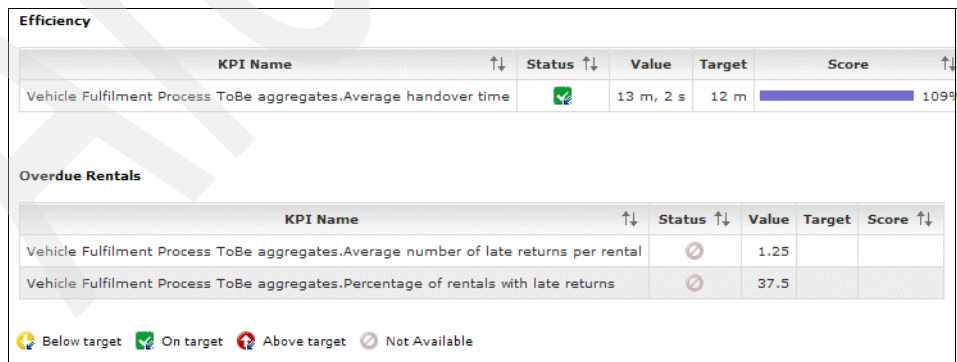 Efficiency
KPI Name Status Value Target Score
Vehicle Fulfilment Process ToBe aggregates.Average handover time 13 m, 2 s 12 m 109%
Overdue Rentals
KPI Name Status Value Target Score
Vehicle Fulfilment Process ToBe aggregates.Average number of late returns per rental 1.25
Vehicle Fulfilment Process ToBe aggregates.Percentage of rentals with late returns 37.5
Below target On target Above target Not Available